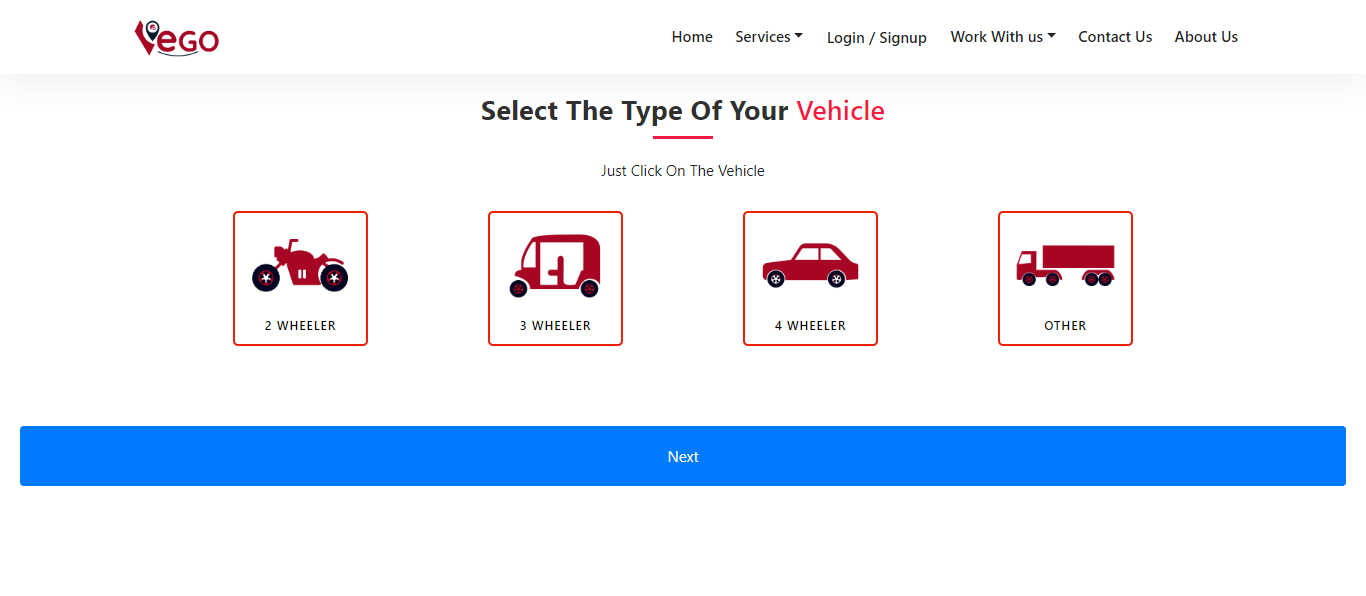 VeGO
Home Services Login / Signup Work With us Contact Us About Us
Select The Type Of Your Vehicle
Just Click On The Vehicle
2 WHEELER 3 WHEELER 4 WHEELER OTHER
Next